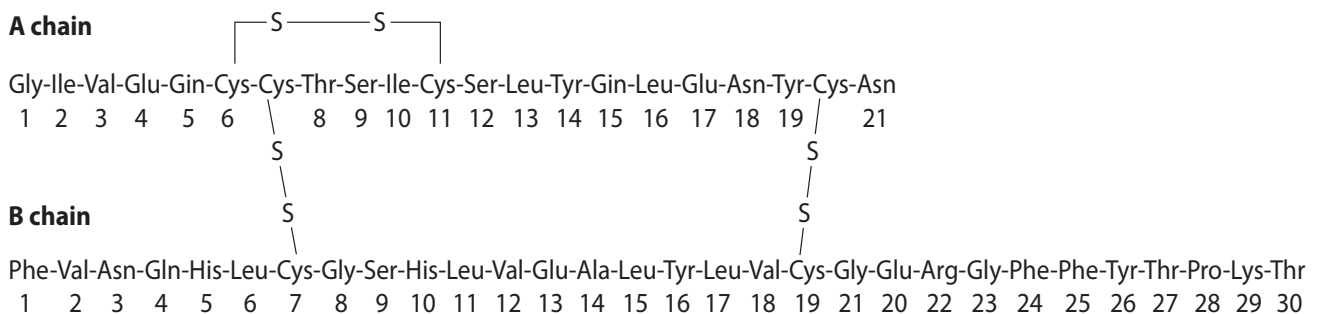 A chain
S S
Gly-Ile-Val-Glu-Gin-Cys-Cys-Thr-Ser-Ile-Cys-Ser-Leu-Tyr-Gin-Leu-Glu-Asn-Tyr-Cys-Asn
1 2 3 4 5 6 8 9 10 11 12 13 14 15 16 17 18 19 21
S S
S S
B chain
Phe-Val-Asn-Gln-His-Leu-Cys-Gly-Ser-His-Leu-Val-Glu-Ala-Leu-Tyr-Leu-Val-Cys-Gly-Glu-Arg-Gly-Phe-Phe-Tyr-Thr-Pro-Lys-Thr
1 2 3 4 5 6 7 8 9 10 11 12 13 14 15 16 17 18 19 21 20 22 23 24 25 26 27 28 29 30